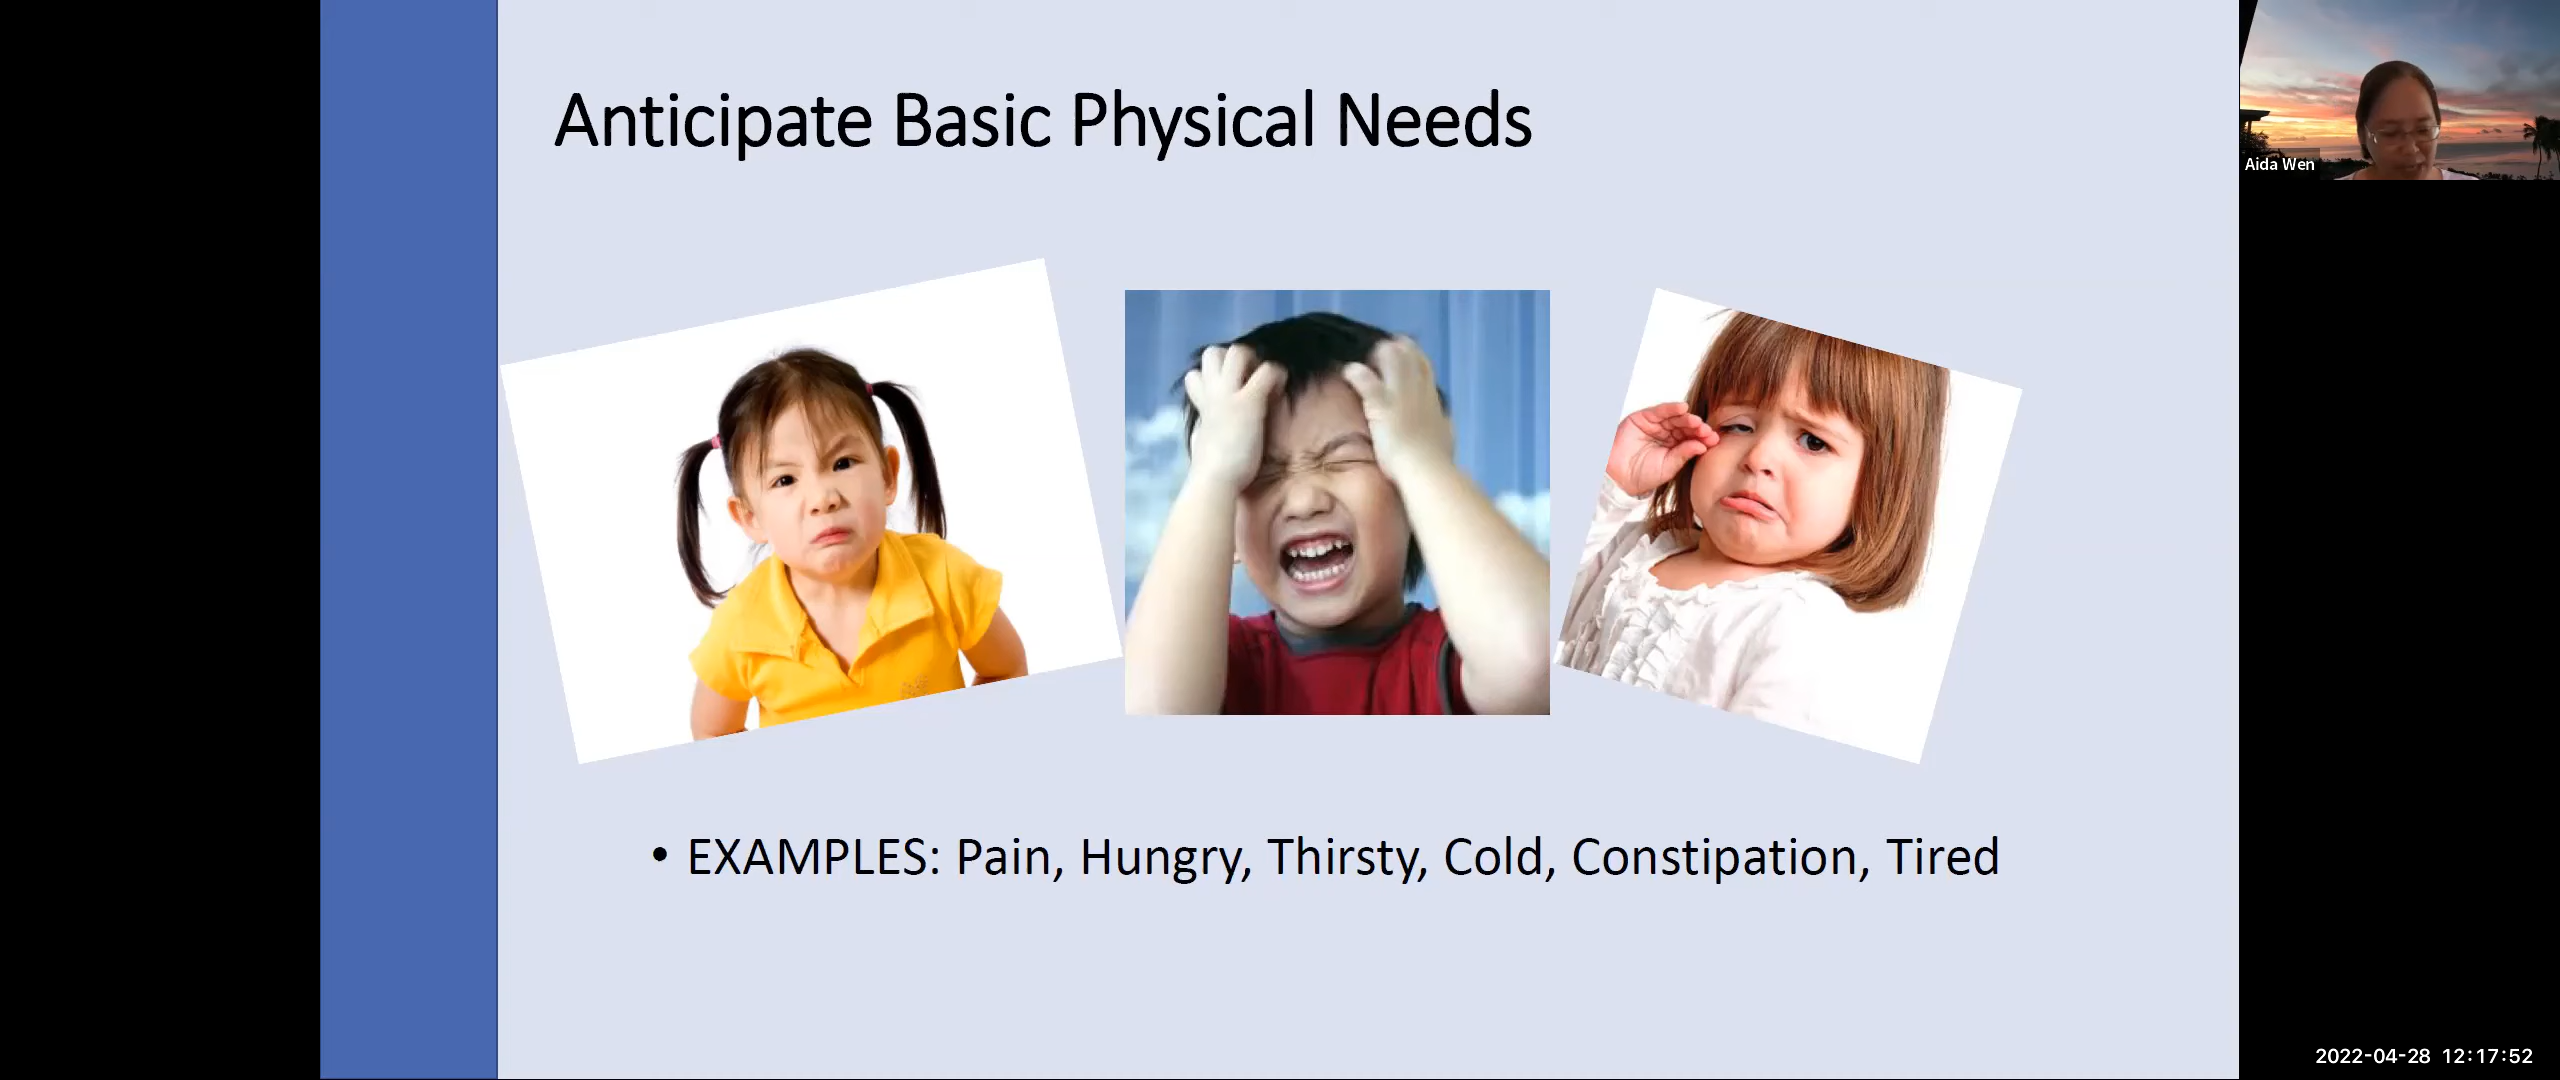 Anticipate Basic Physical Needs
Aida Wen
• EXAMPLES: Pain, Hungry, Thirsty, Cold, Constipation, Tired
2022-04-28 12:17:52